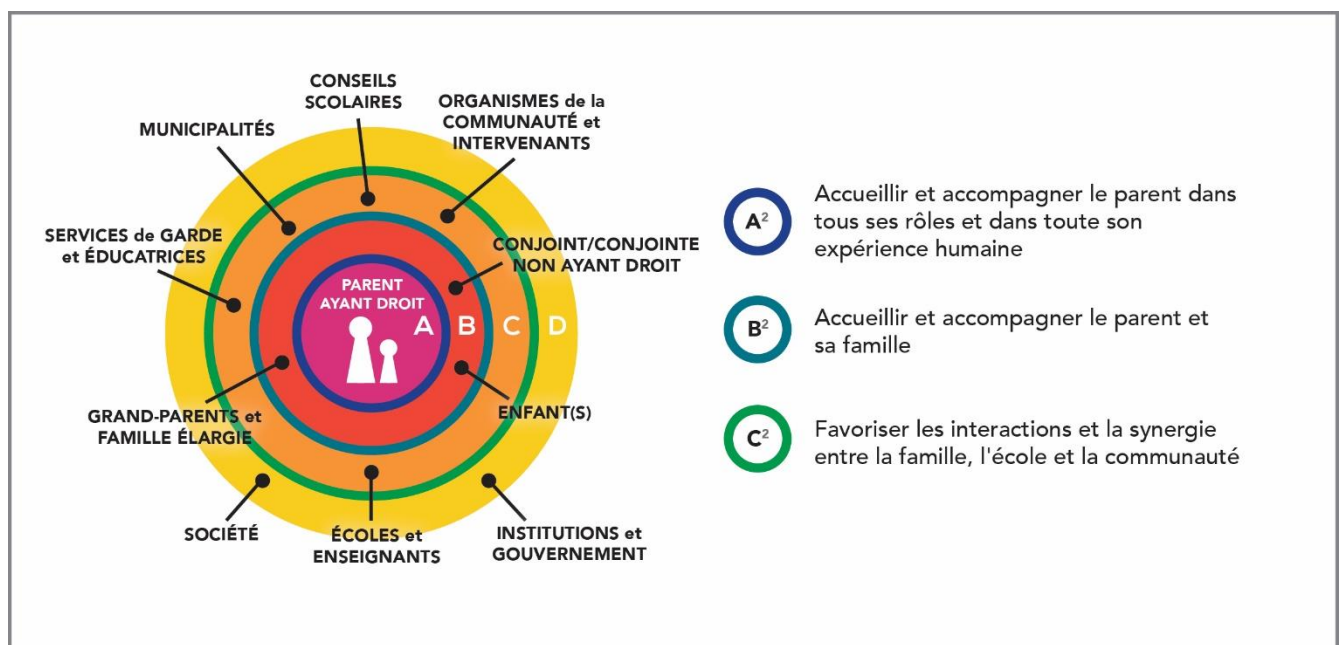 CONSEILS
SCOLAIRES
ORGANISMES de la
COMMUNAUTÉ et
INTERVENANTS
MUNICIPALITÉS
SERVICES de GARDE
et ÉDUCATRICES
CONJOINT/CONJOINTE
NON AYANT DROIT
PARENT
AYANT DROIT
A B C D
GRAND-PARENTS et
FAMILLE ÉLARGIE
ENFANT(S)
SOCIÉTÉ
ÉCOLES et
ENSEIGNANTS
INSTITUTIONS et
GOUVERNEMENT
A²
Accueillir et accompagner le parent dans
tous ses rôles et dans toute son
expérience humaine
B²
Accueillir et accompagner le parent et
sa famille
C²
Favoriser les interactions et la synergie
entre la famille, l'école et la communauté